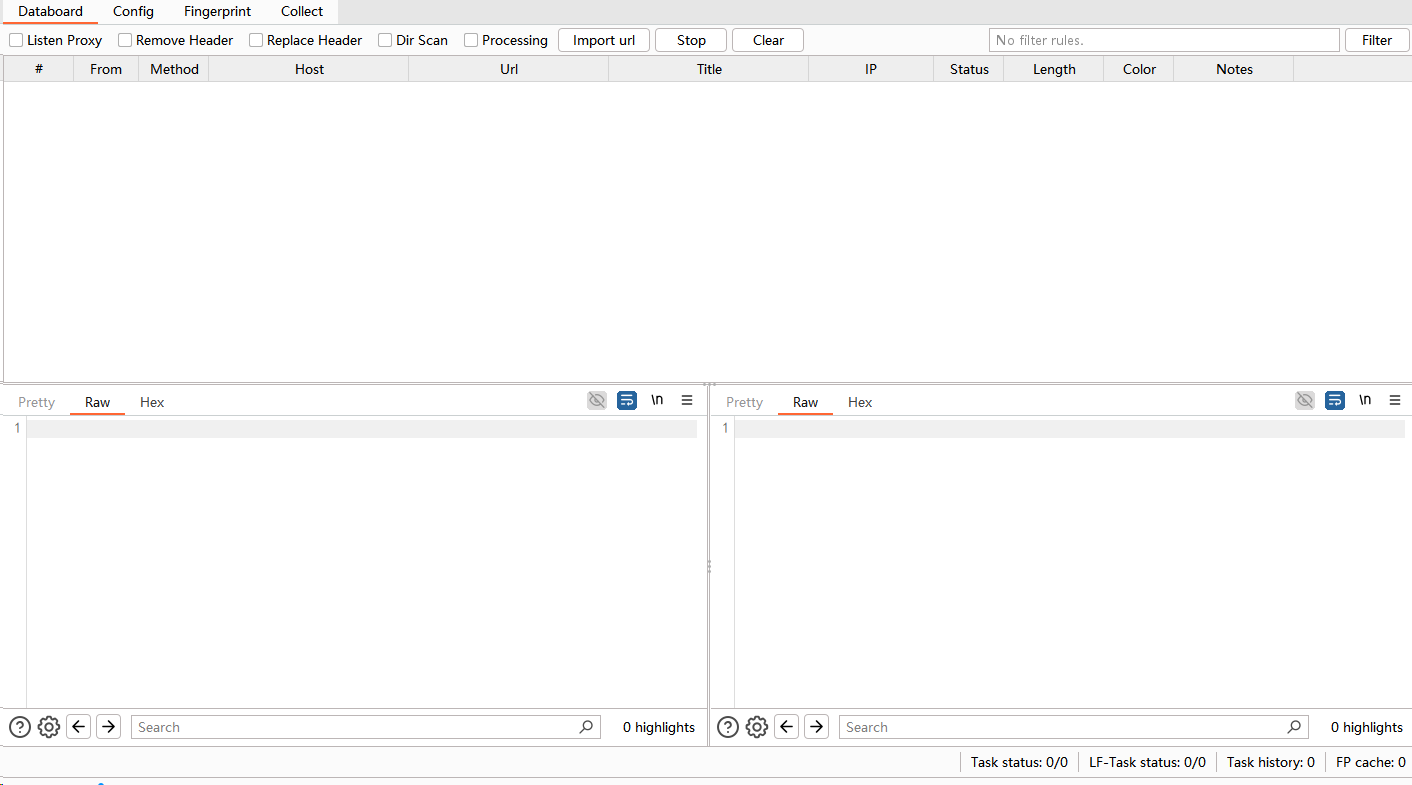 Databoard Config Fingerprint Collect
Listen Proxy Remove Header Replace Header Dir Scan Processing Import url Stop Clear No filter rules. Filter
# From Method Host Url Title IP Status Length Color Notes
Pretty Raw Hex \n Pretty Raw Hex \n
1 1
Search 0 highlights Search 0 highlights
Task status: 0/0 LF-Task status: 0/0 Task history: 0 FP cache: 0